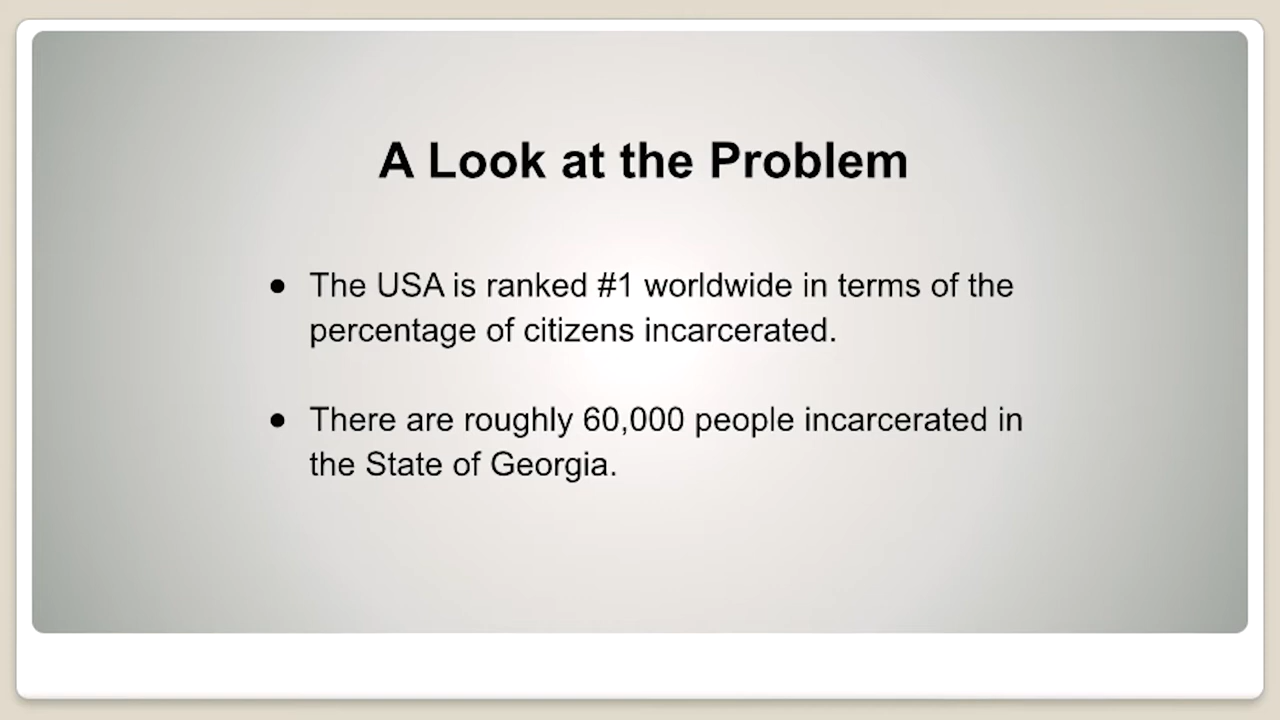 A Look at the Problem
● The USA is ranked #1 worldwide in terms of the
percentage of citizens incarcerated.
● There are roughly 60,000 people incarcerated in
the State of Georgia.